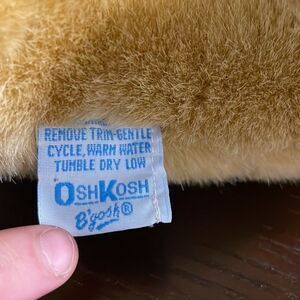 REMOVE TRIM-GENTLE
CYCLE, WARM WATER
TUMBLE DRY LOW
OSHKOSH
B'gosh®